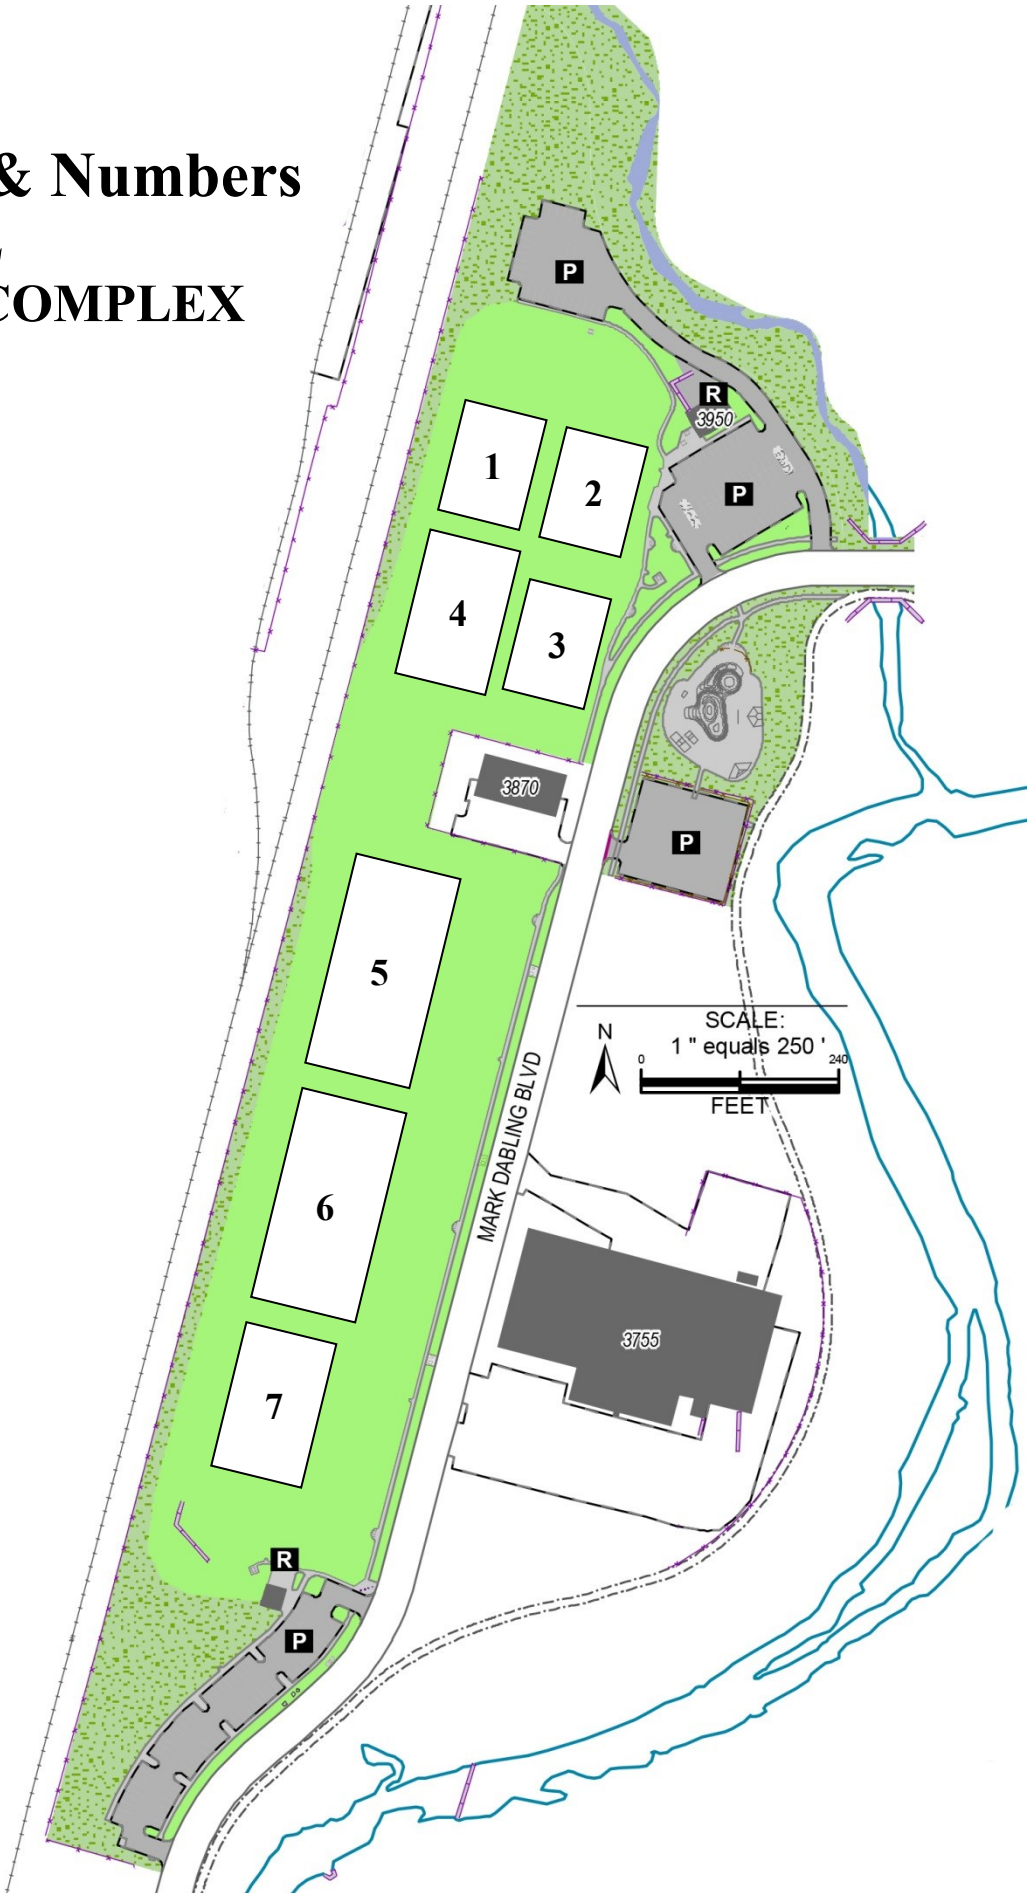 & Numbers
COMPLEX
P
R
3950
P
1
2
4
3
3870
P
5
SCALE:
1 " equals 250 '
N
0
240
FEET
MARK DABLING BLVD
6
3755
7
R
P